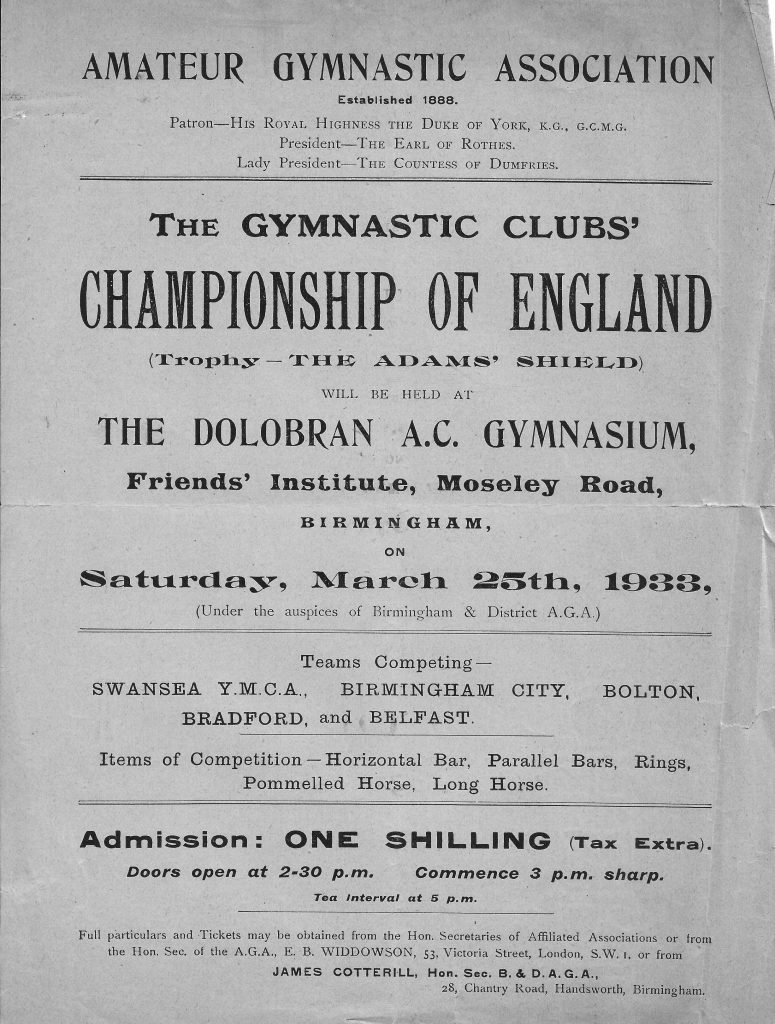 AMATEUR GYMNASTIC ASSOCIATION
Established 1888.
Patron—His Royal Highness the Duke of York, K.G., G.C.M.G.
President—The Earl of Rothes.
Lady President—The Countess of Dumfries.
The GYMNASTIC CLUBS'
CHAMPIONSHIP OF ENGLAND
(Trophy — THE ADAMS' SHIELD)
WILL BE HELD AT
THE DOLOBRAN A.C. GYMNASIUM,
Friends' Institute, Moseley Road,
BIRMINGHAM,
ON
Saturday, March 25th, 1933,
(Under the auspices of Birmingham & District A.G.A.)
Teams Competing—
SWANSEA Y.M.C.A., BIRMINGHAM CITY, BOLTON,
BRADFORD, and BELFAST.
Items of Competition—Horizontal Bar, Parallel Bars, Rings,
Pommelled Horse, Long Horse.
Admission: ONE SHILLING (Tax Extra).
Doors open at 2-30 p.m. Commence 3 p.m. sharp.
Tea Interval at 5 p.m.
Full particulars and Tickets may be obtained from the Hon. Secretaries of Affiliated Associations or from
the Hon. Sec. of the A.G.A., E. B. WIDDOWSON, 53, Victoria Street, London, S.W. 1, or from
JAMES COTTERILL, Hon. Sec. B. & D. A.G.A.,
28, Chantry Road, Handsworth, Birmingham.